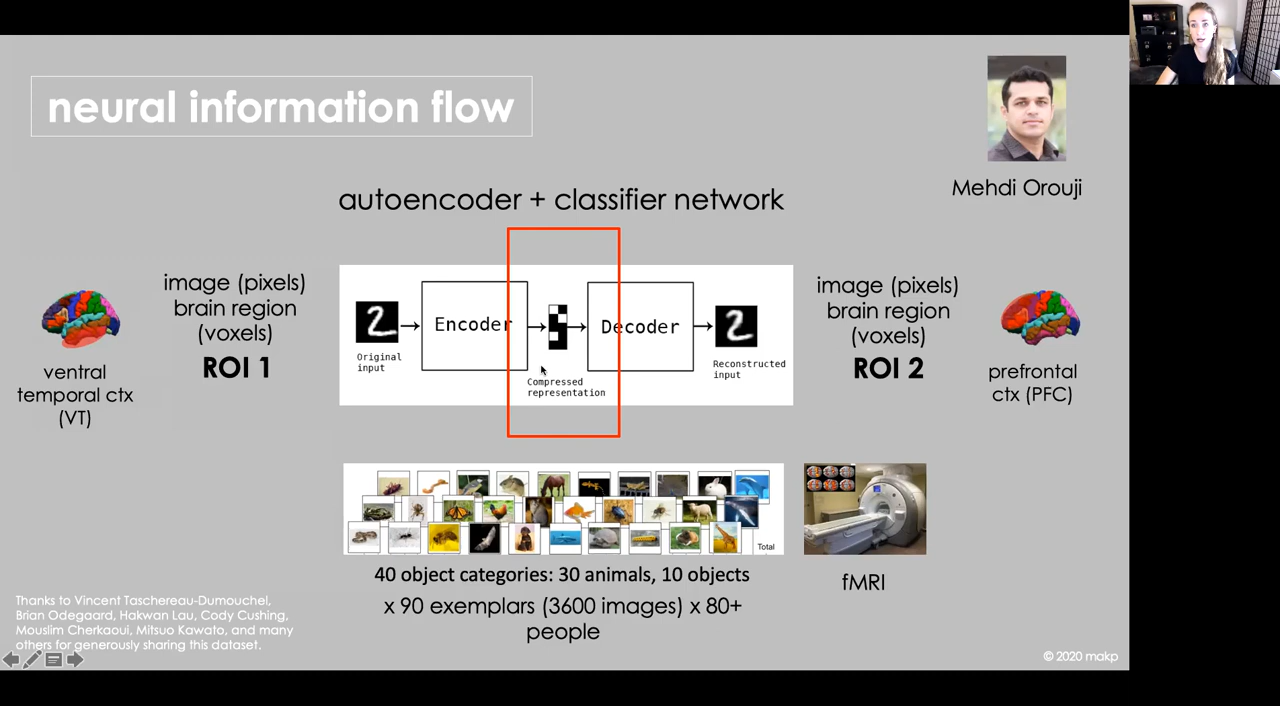 neural information flow
Mehdi Orouji
autoencoder + classifier network
image (pixels)
brain region
(voxels)
ROI 1
ventral
temporal ctx
(VT)
Original
input
Encoder
Compressed
representation
Decoder
Reconstructed
input
image (pixels)
brain region
(voxels)
ROI 2
prefrontal
ctx (PFC)
Total
40 object categories: 30 animals, 10 objects
x 90 exemplars (3600 images) x 80+
people
fMRI
Thanks to Vincent Taschereau-Dumouchel,
Brian Odegaard, Hakwan Lau, Cody Cushing,
Mouslim Cherkaoui, Mitsuo Kawato, and many
others for generously sharing this dataset.
© 2020 makp